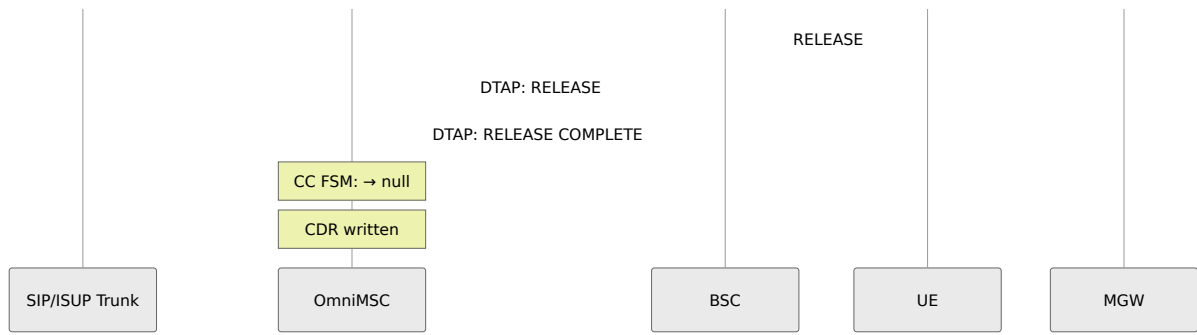 RELEASE
DTAP: RELEASE
DTAP: RELEASE COMPLETE
CC FSM: → null
CDR written
SIP/ISUP Trunk
OmniMSC
BSC
UE
MGW